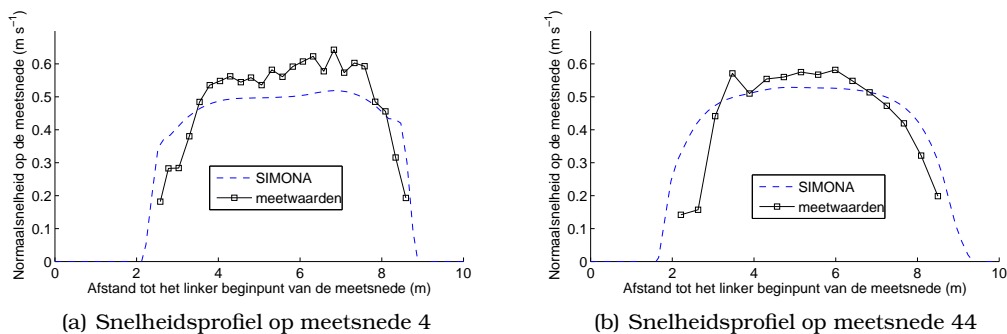 Normaalsnelheid op de meetsnede (m s⁻¹)
0.6
0.5
0.4
0.3
0.2
0.1
0
SIMONA
meetwaarden
0 2 4 6 8 10
Afstand tot het linker beginpunt van de meetsnede (m)
(a) Snelheidsprofiel op meetsnede 4
Normaalsnelheid op de meetsnede (m s⁻¹)
0.6
0.5
0.4
0.3
0.2
0.1
0
SIMONA
meetwaarden
0 2 4 6 8 10
Afstand tot het linker beginpunt van de meetsnede (m)
(b) Snelheidsprofiel op meetsnede 44